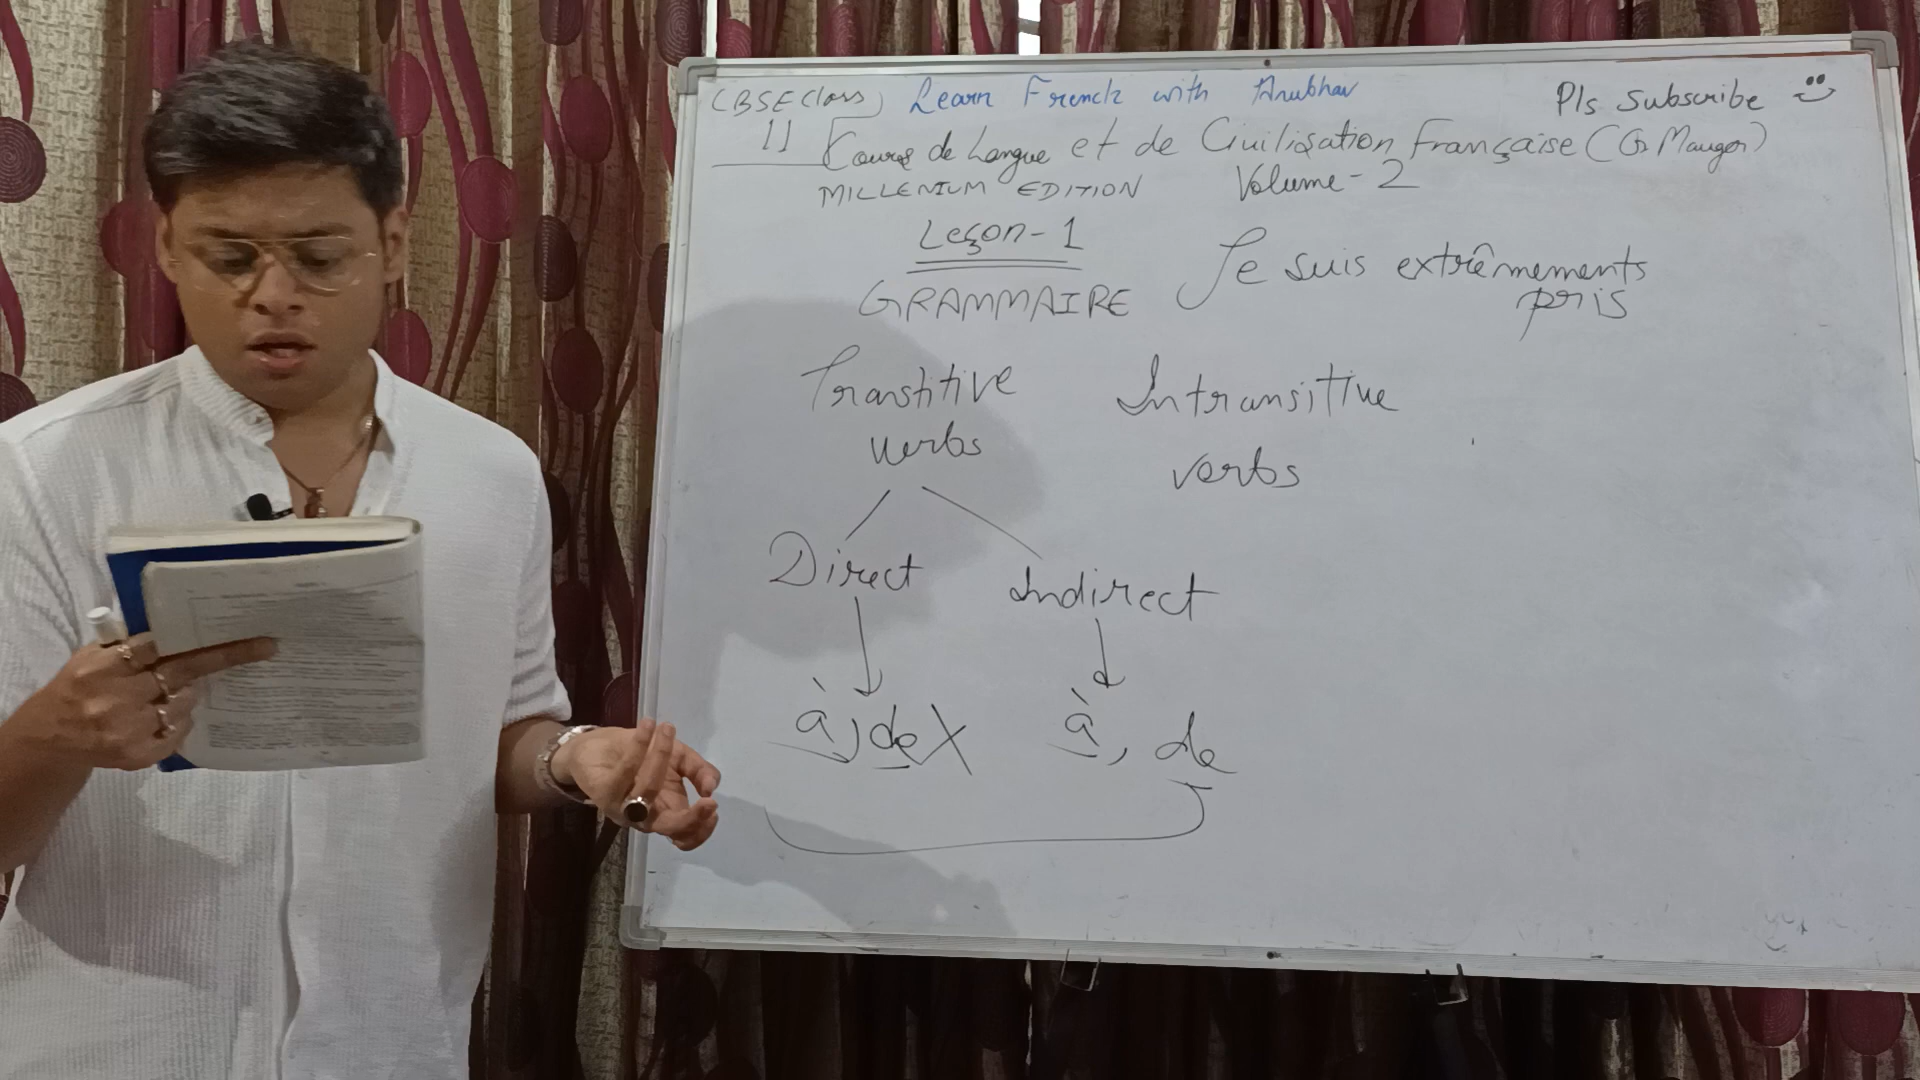 CBSE Class
11
Learn French with Anubhav
Pls Subscribe
Cours de Langue et de Civilisation Française (G. Mauger)
MILLENIUM EDITION Volume-2
Leçon-1
GRAMMAIRE
Je suis extrêmements
pris
Transtitive
verbs
Intransitive
verbs
Direct
Indirect
à, de X
à, de